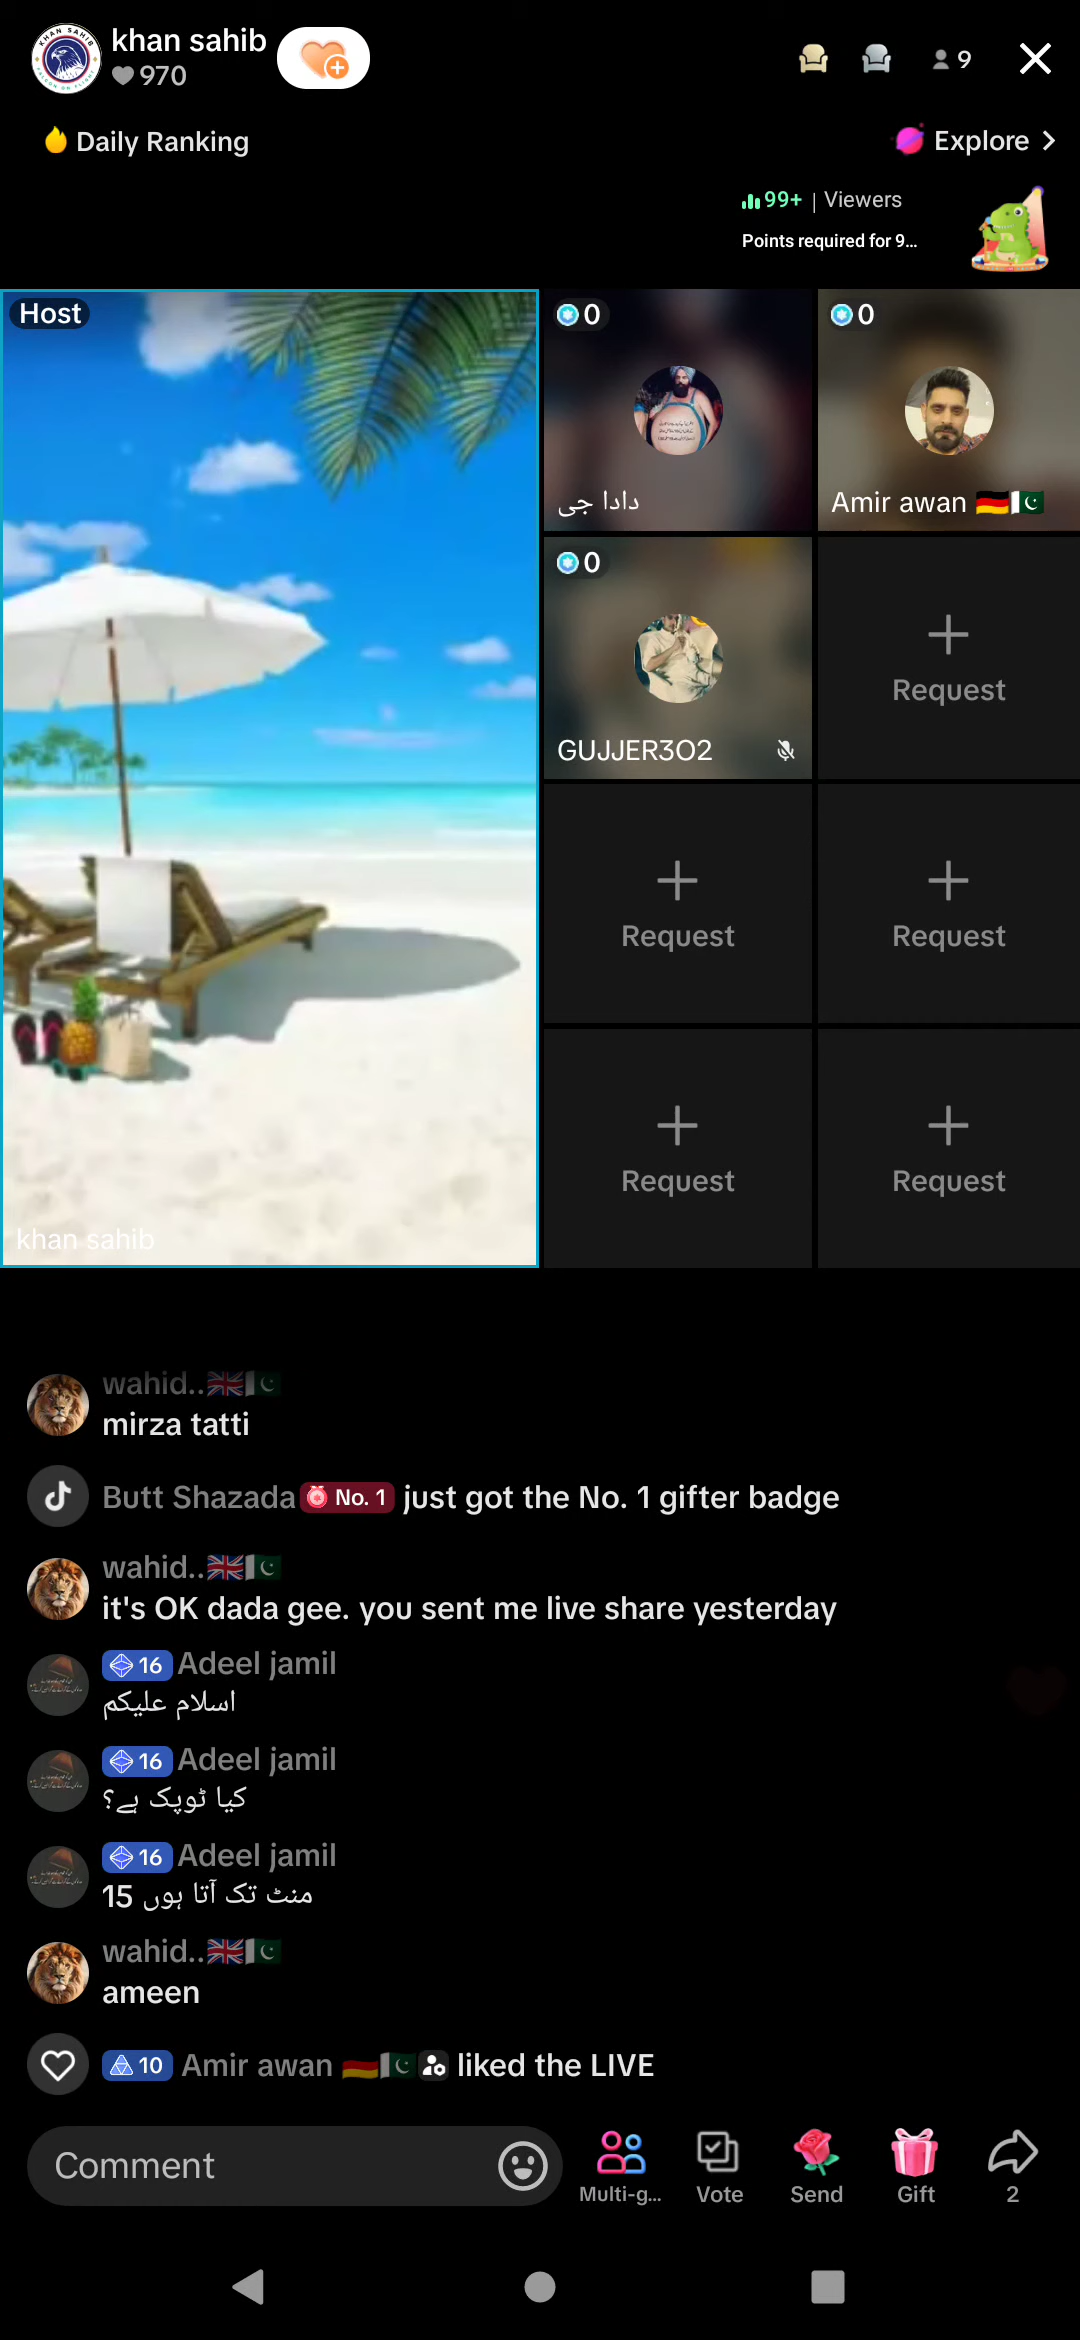 khan sahib
970
9
Daily Ranking
Explore
99+ | Viewers
Points required for 9...
Host
0
دادا جی
0
Amir awan 🇩🇪🇵🇰
0
GUJJER3O2
Request
Request
Request
Request
Request
khan sahib
wahid..🇬🇧🇵🇰
mirza tatti
Butt Shazada No. 1 just got the No. 1 gifter badge
wahid..🇬🇧🇵🇰
it's OK dada gee. you sent me live share yesterday
16 Adeel jamil
اسلام علیکم
16 Adeel jamil
کیا ٹوپک ہے؟
16 Adeel jamil
15 منٹ تک آتا ہوں
wahid..🇬🇧🇵🇰
ameen
10 Amir awan 🇩🇪🇵🇰 liked the LIVE
Comment
Multi-g...
Vote
Send
Gift
2